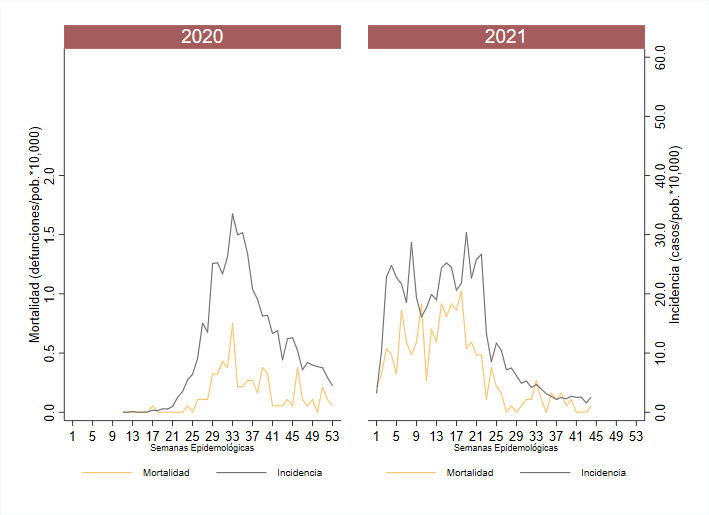 2020
2021
Mortalidad (defunciones/pob.*10,000)
0.0 0.5 1.0 1.5 2.0
1 5 9 13 17 21 25 29 33 37 41 45 49 53
Semanas Epidemológicas
Mortalidad Incidencia
1 5 9 13 17 21 25 29 33 37 41 45 49 53
Semanas Epidemológicas
Mortalidad Incidencia
0.0 10.0 20.0 30.0 40.0 50.0 60.0
Incidencia (casos/pob.*10,000)